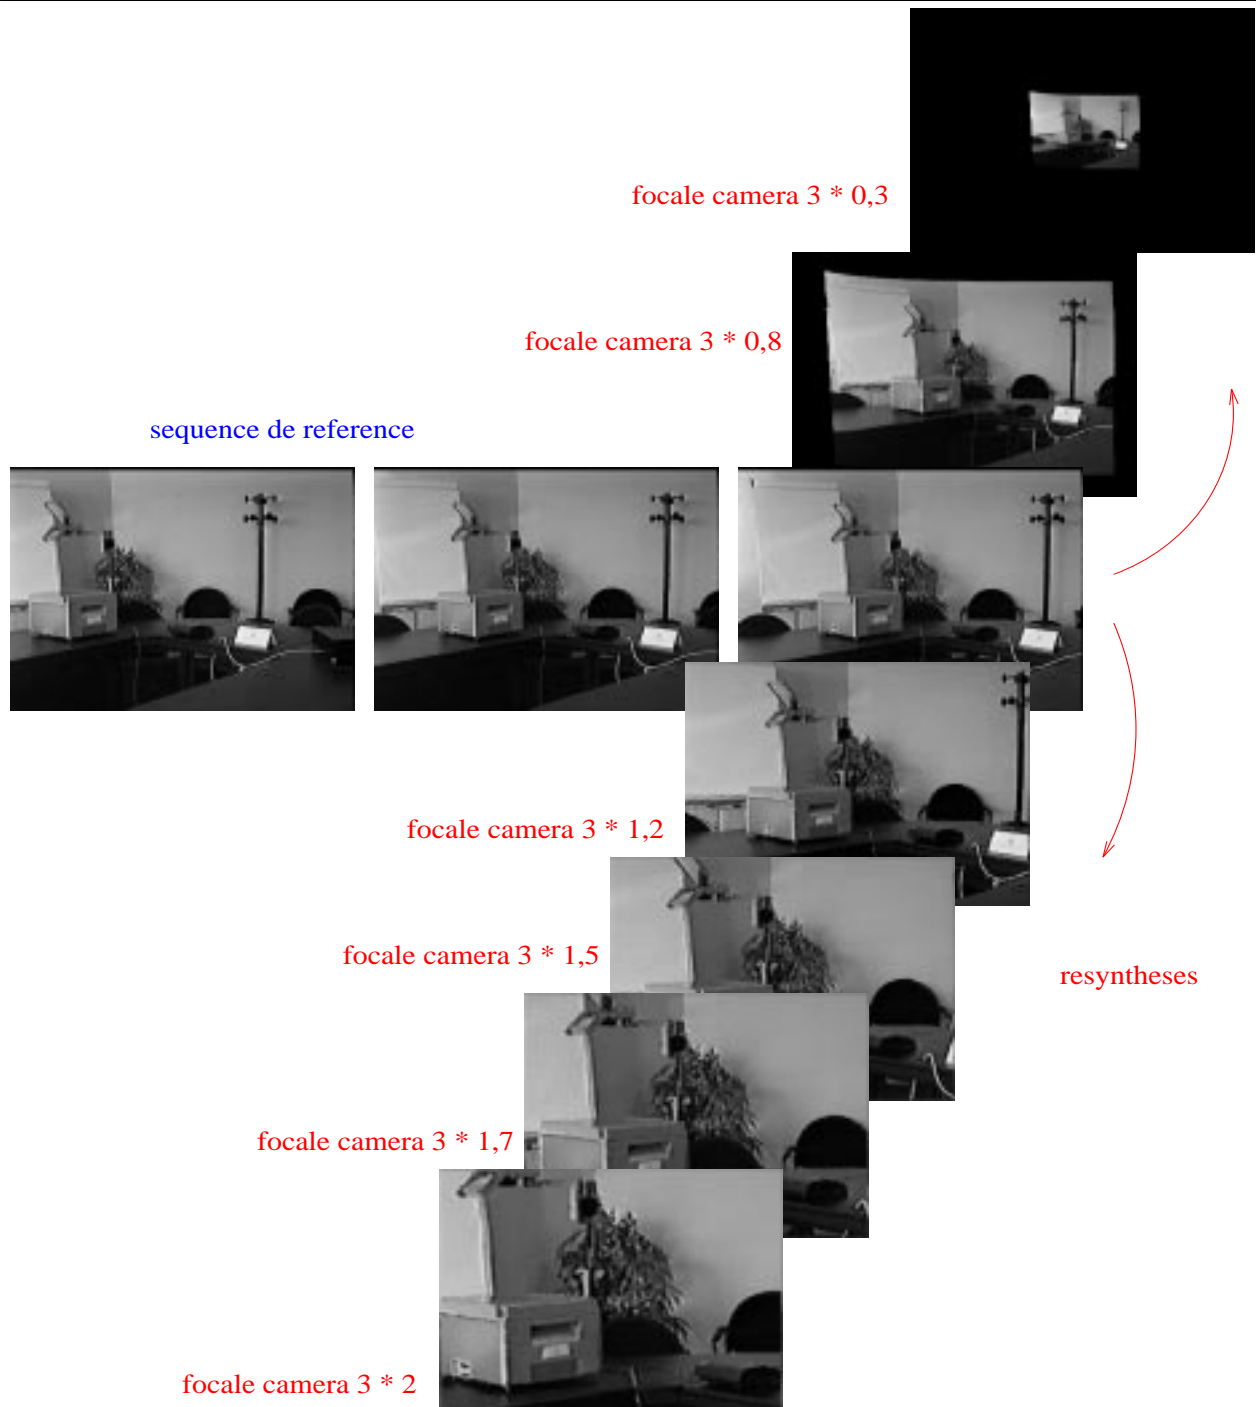 focale camera 3 * 0,3
focale camera 3 * 0,8
sequence de reference
focale camera 3 * 1,2
focale camera 3 * 1,5
resyntheses
focale camera 3 * 1,7
focale camera 3 * 2